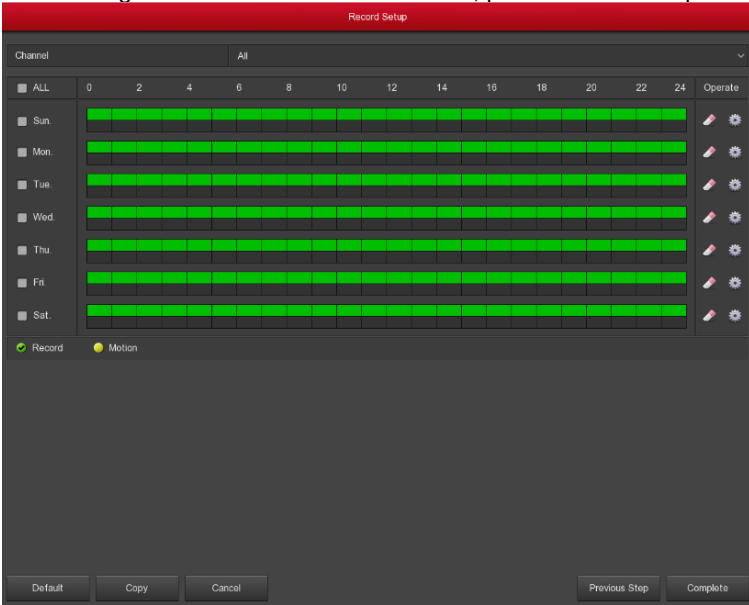 Record Setup
Channel All
ALL 0 2 4 6 8 10 12 14 16 18 20 22 24 Operate
Sun.
Mon.
Tue.
Wed.
Thu.
Fri.
Sat.
Record Motion
Default Copy Cancel Previous Step Complete